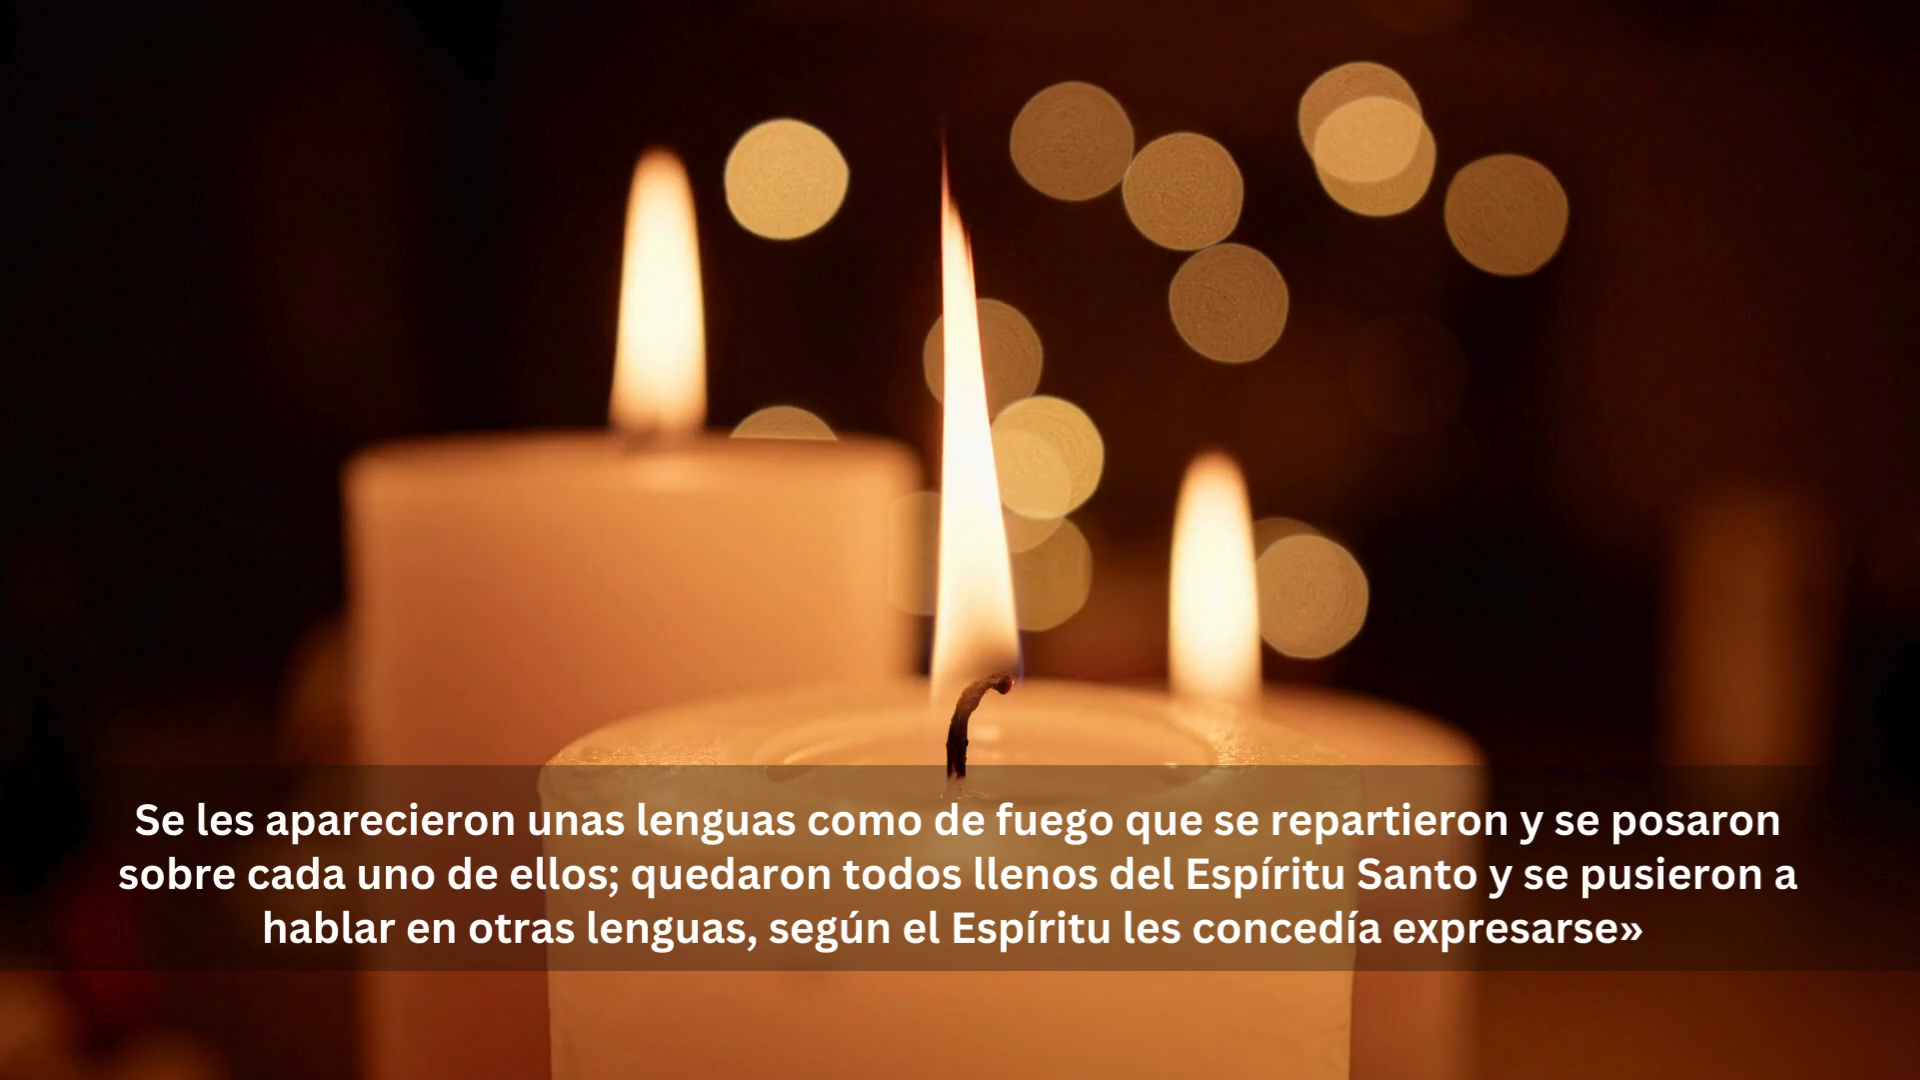 Se les aparecieron unas lenguas como de fuego que se repartieron y se posaron
sobre cada uno de ellos; quedaron todos llenos del Espíritu Santo y se pusieron a
hablar en otras lenguas, según el Espíritu les concedía expresarse»